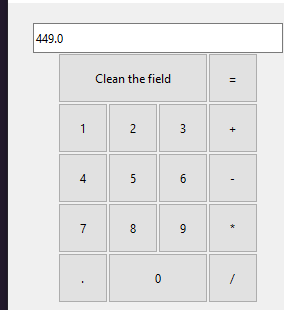 449.0
Clean the field =
1 2 3 +
4 5 6 -
7 8 9 *
. 0 /